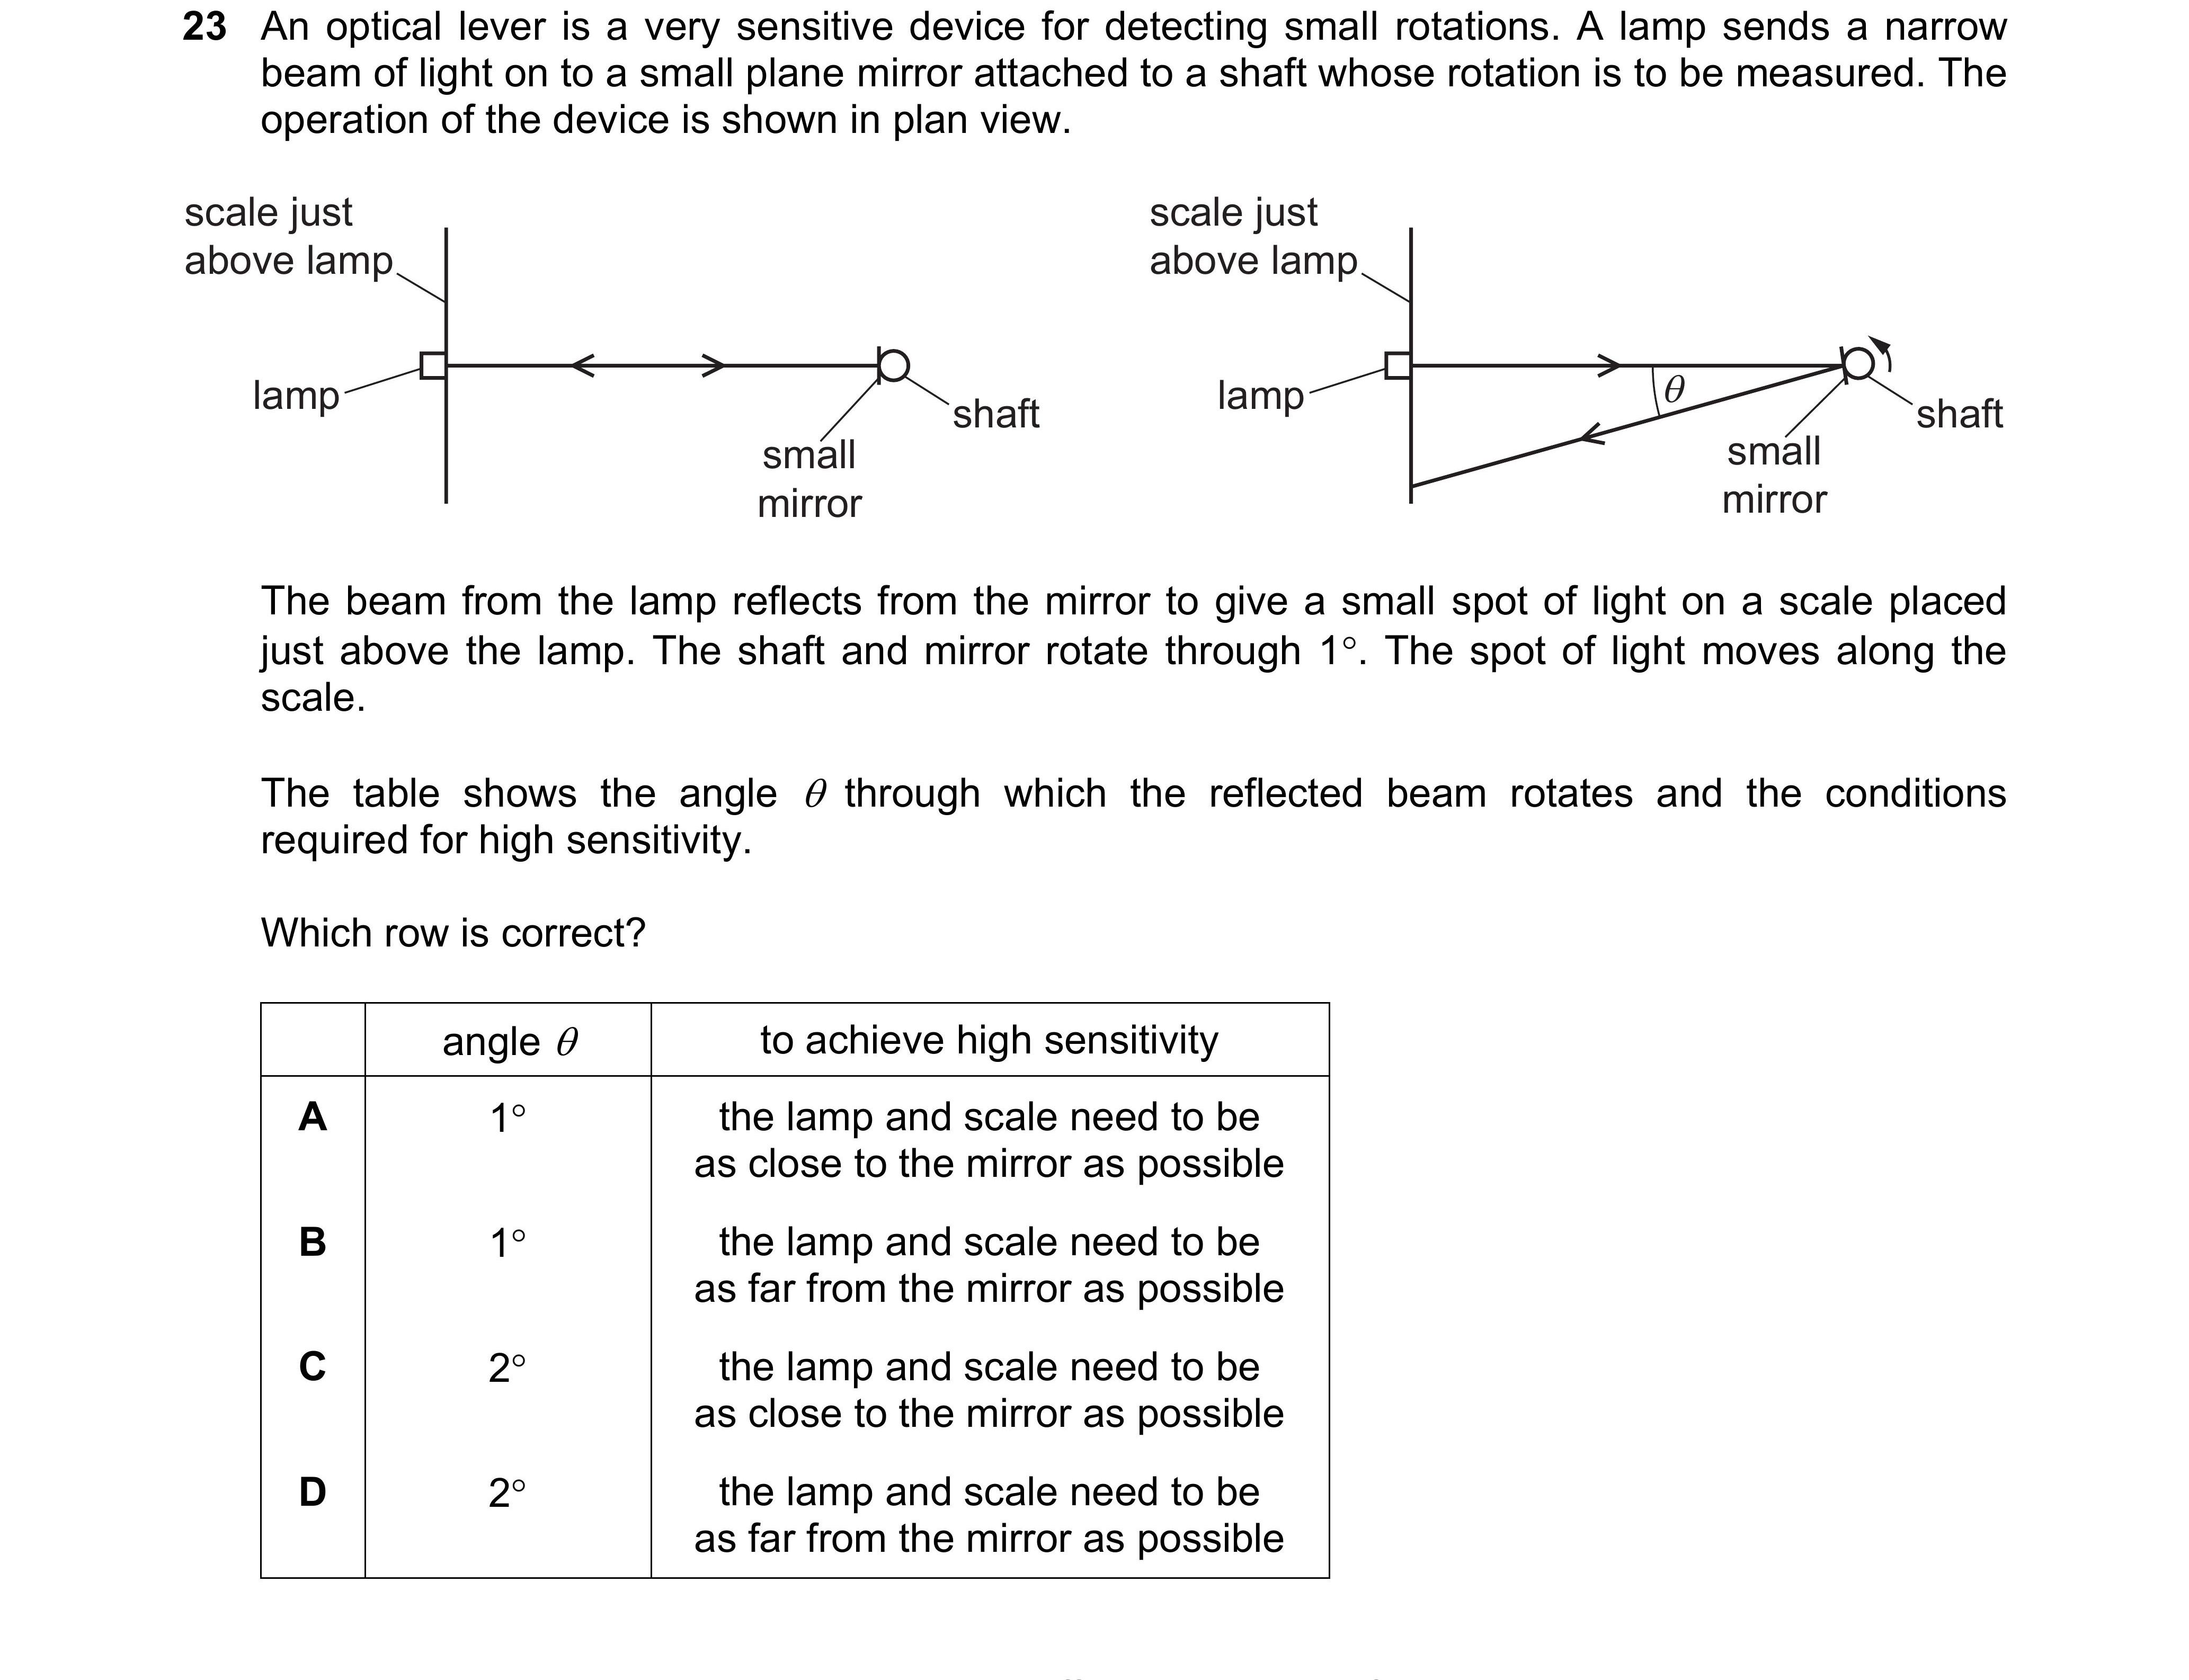 23 An optical lever is a very sensitive device for detecting small rotations. A lamp sends a narrow
beam of light on to a small plane mirror attached to a shaft whose rotation is to be measured. The
operation of the device is shown in plan view.
scale just
above lamp
lamp
small
mirror
shaft
scale just
above lamp
lamp
θ
small
mirror
shaft
The beam from the lamp reflects from the mirror to give a small spot of light on a scale placed
just above the lamp. The shaft and mirror rotate through 1°. The spot of light moves along the
scale.
The table shows the angle θ through which the reflected beam rotates and the conditions
required for high sensitivity.
Which row is correct?
angle θ to achieve high sensitivity
A 1° the lamp and scale need to be
as close to the mirror as possible
B 1° the lamp and scale need to be
as far from the mirror as possible
C 2° the lamp and scale need to be
as close to the mirror as possible
D 2° the lamp and scale need to be
as far from the mirror as possible